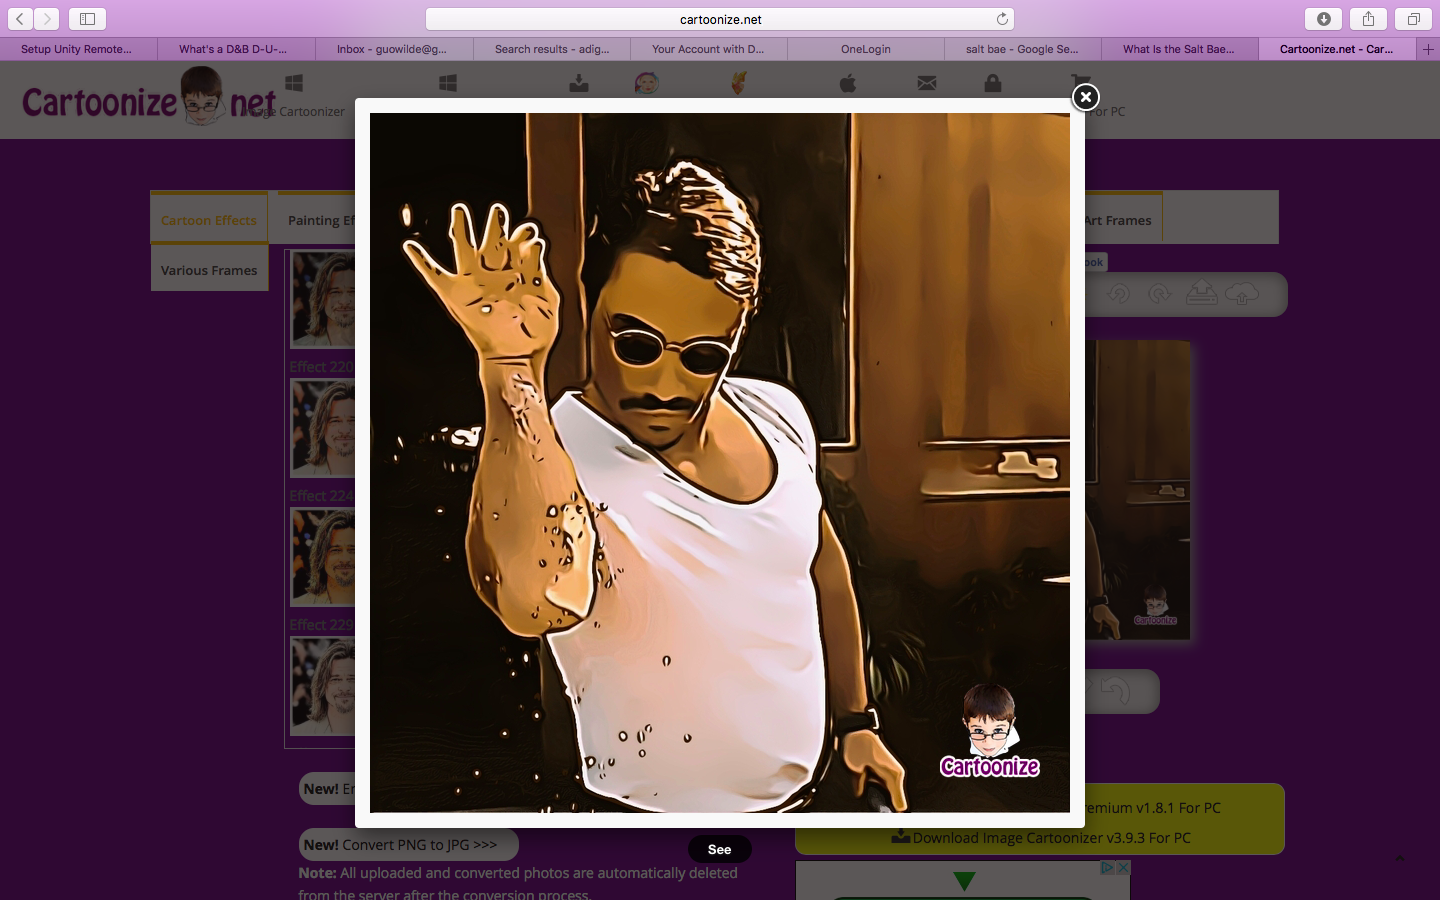 cartoonize.net
Setup Unity Remote...
What's a D&B D-U-...
Inbox - guowilde@g...
Search results - adig...
Your Account with D...
OneLogin
salt bae - Google Se...
What Is the Salt Bae...
Cartoonize.net - Car...
Cartoonize net
Cartoonizer
For PC
Cartoon Effects
Painting Ef
Art Frames
Various Frames
ook
Effect 220
Effect 224
Effect 229
Cartoonize
Cartoonize
New! En
remium v1.8.1 For PC
Download Image Cartoonizer v3.9.3 For PC
New! Convert PNG to JPG >>>
See
Note: All uploaded and converted photos are automatically deleted
from the server after the conversion process.